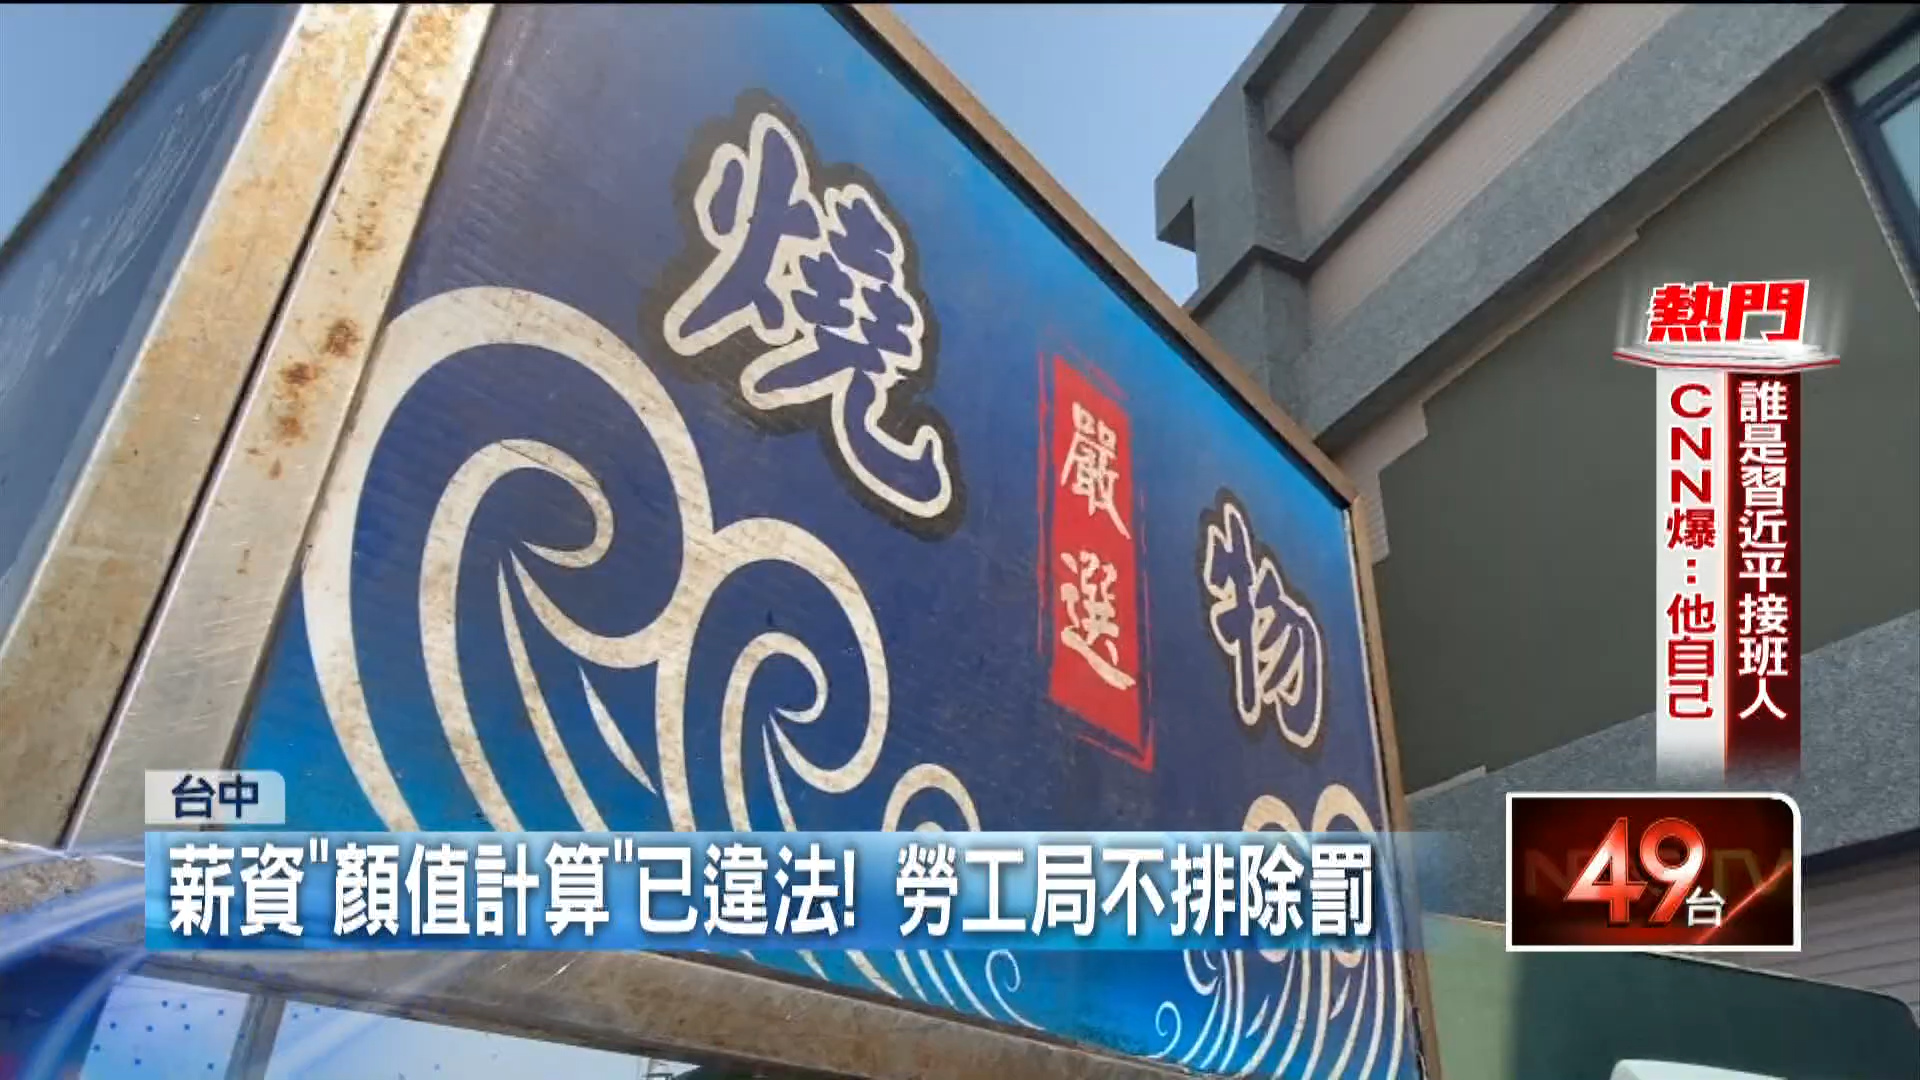 燒物
嚴選
熱門
誰是習近平接班人
CNN爆：他自己
台中
薪資"顏值計算"已違法! 勞工局不排除罰
49台